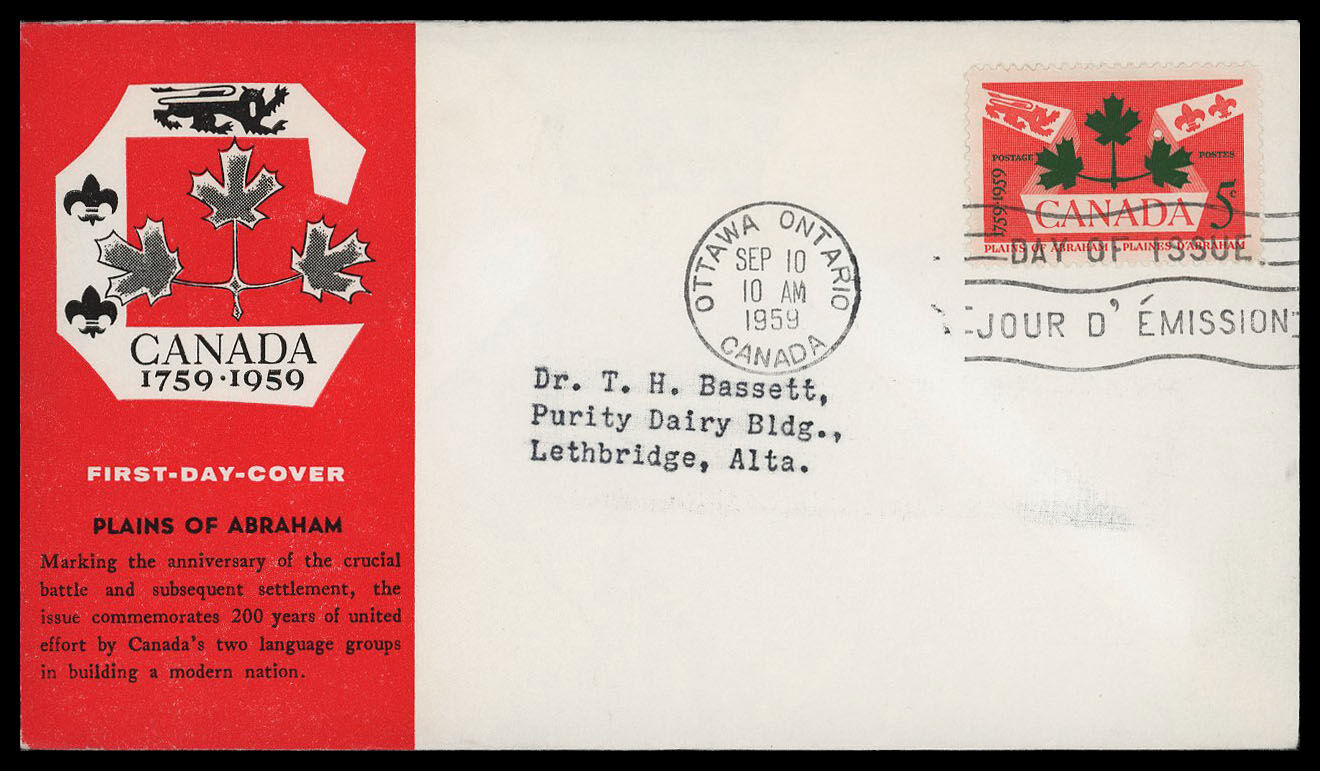 CANADA
1759·1959
FIRST-DAY-COVER
PLAINS OF ABRAHAM
Marking the anniversary of the crucial
battle and subsequent settlement, the
issue commemorates 200 years of united
effort by Canada's two language groups
in building a modern nation.
OTTAWA ONTARIO
SEP 10
10 AM
1959
CANADA
POSTAGE POSTES
1759·1959
CANADA 5c
PLAINS OF ABRAHAM · PLAINES D'ABRAHAM
DAY OF ISSUE
JOUR D' ÉMISSION
Dr. T. H. Bassett,
Purity Dairy Bldg.,
Lethbridge, Alta.